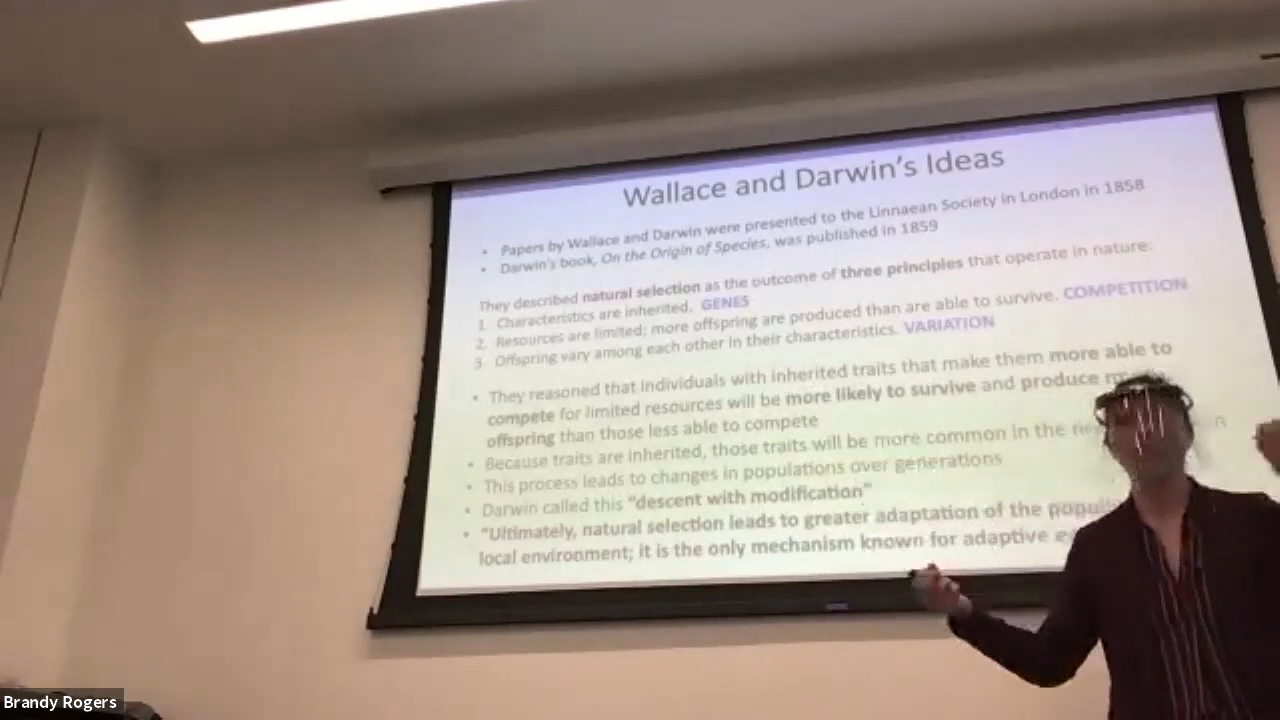 Wallace and Darwin's Ideas
• Papers by Wallace and Darwin were presented to the Linnaean Society in London in 1858
• Darwin's book, On the Origin of Species, was published in 1859
They described natural selection as the outcome of three principles that operate in nature:
1. Characteristics are inherited. GENES
2. Resources are limited; more offspring are produced than are able to survive. COMPETITION
3. Offspring vary among each other in their characteristics. VARIATION
• They reasoned that individuals with inherited traits that make them more able to
compete for limited resources will be more likely to survive and produce
offspring than those less able to compete
• Because traits are inherited, those traits will be more common in the
• This process leads to changes in populations over generations
• Darwin called this "descent with modification"
• "Ultimately, natural selection leads to greater adaptation of the
local environment; it is the only mechanism known for adaptive
Brandy Rogers